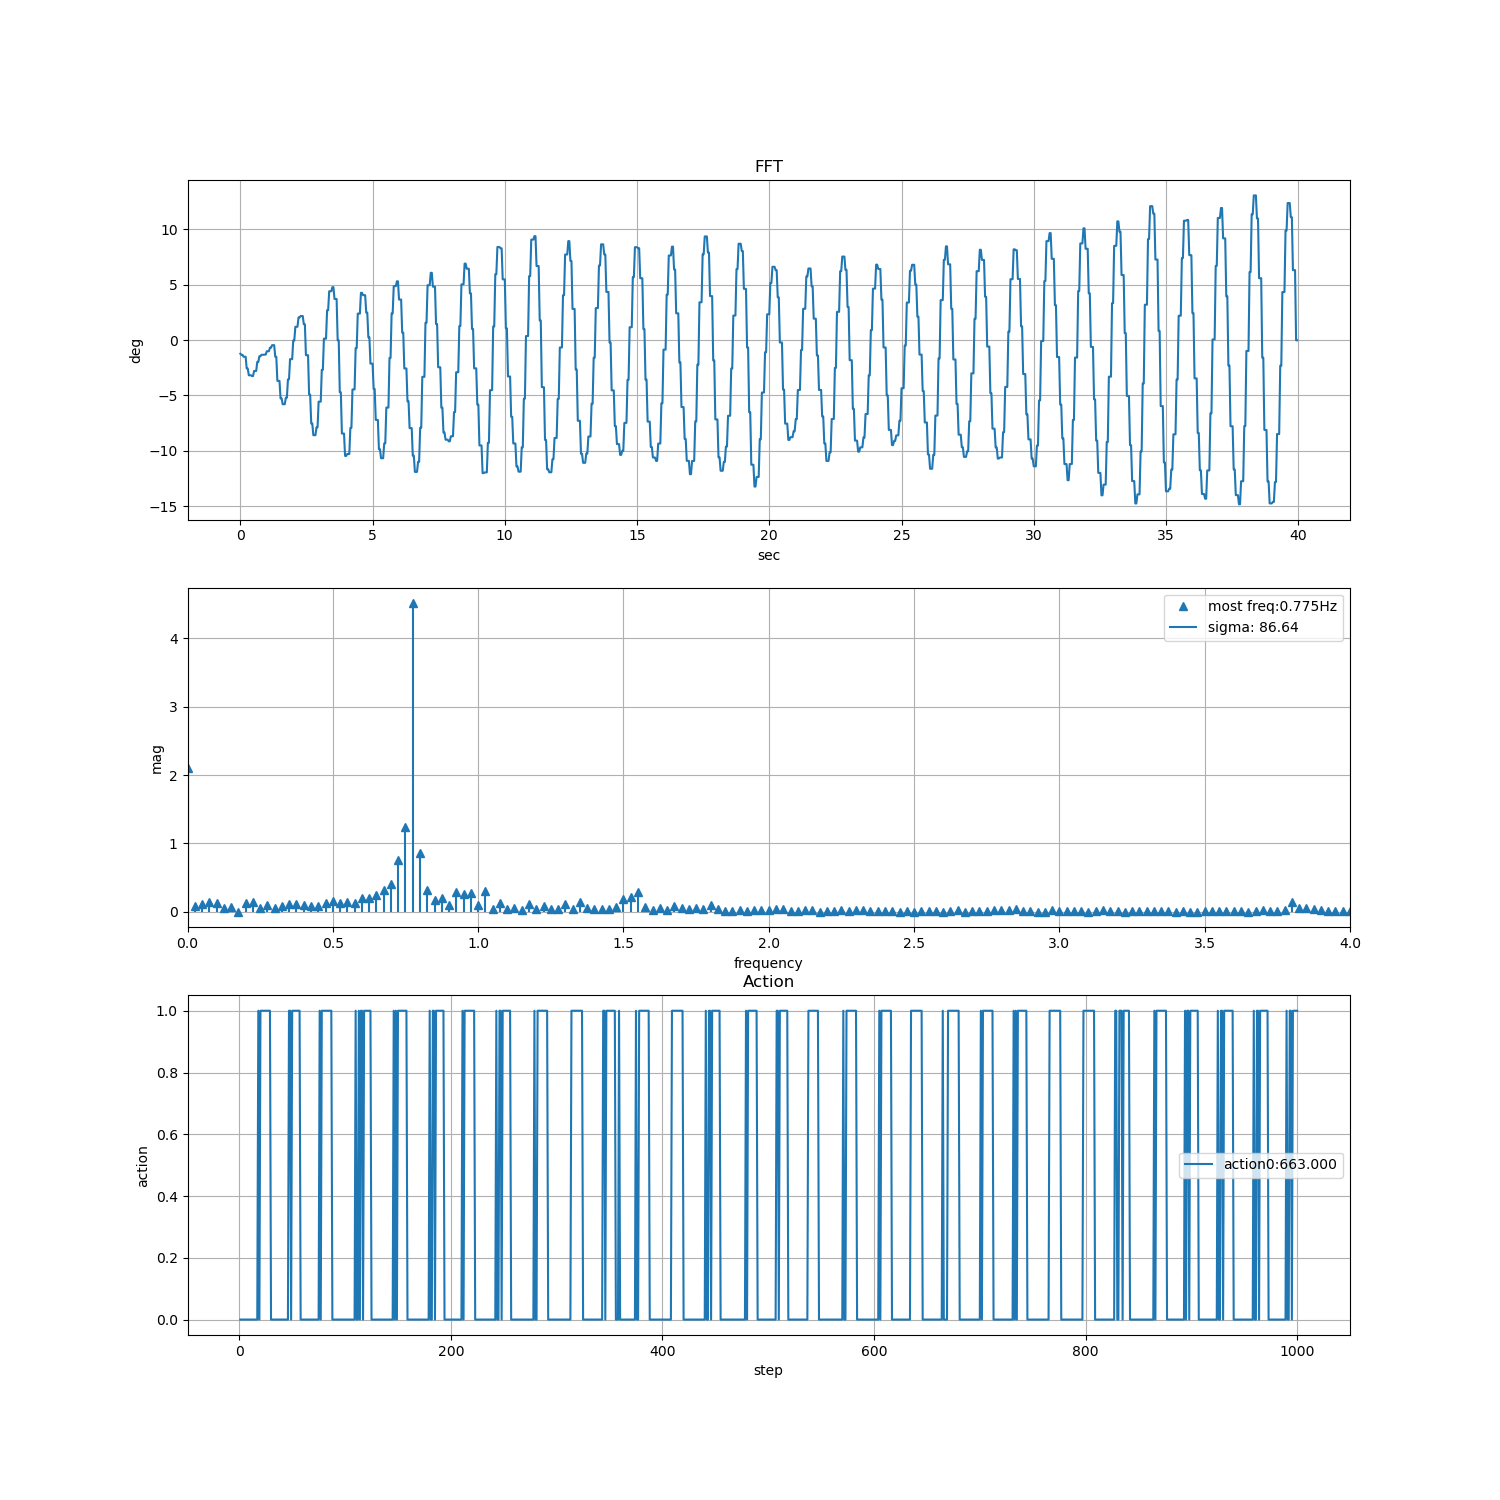 FFT
10
5
0
−5
−10
−15
deg
0 5 10 15 20 25 30 35 40
sec
most freq:0.775Hz
sigma: 86.64
4
3
2
1
0
mag
0.0 0.5 1.0 1.5 2.0 2.5 3.0 3.5 4.0
frequency
Action
1.0
0.8
0.6
0.4
0.2
0.0
action
action0:663.000
0 200 400 600 800 1000
step